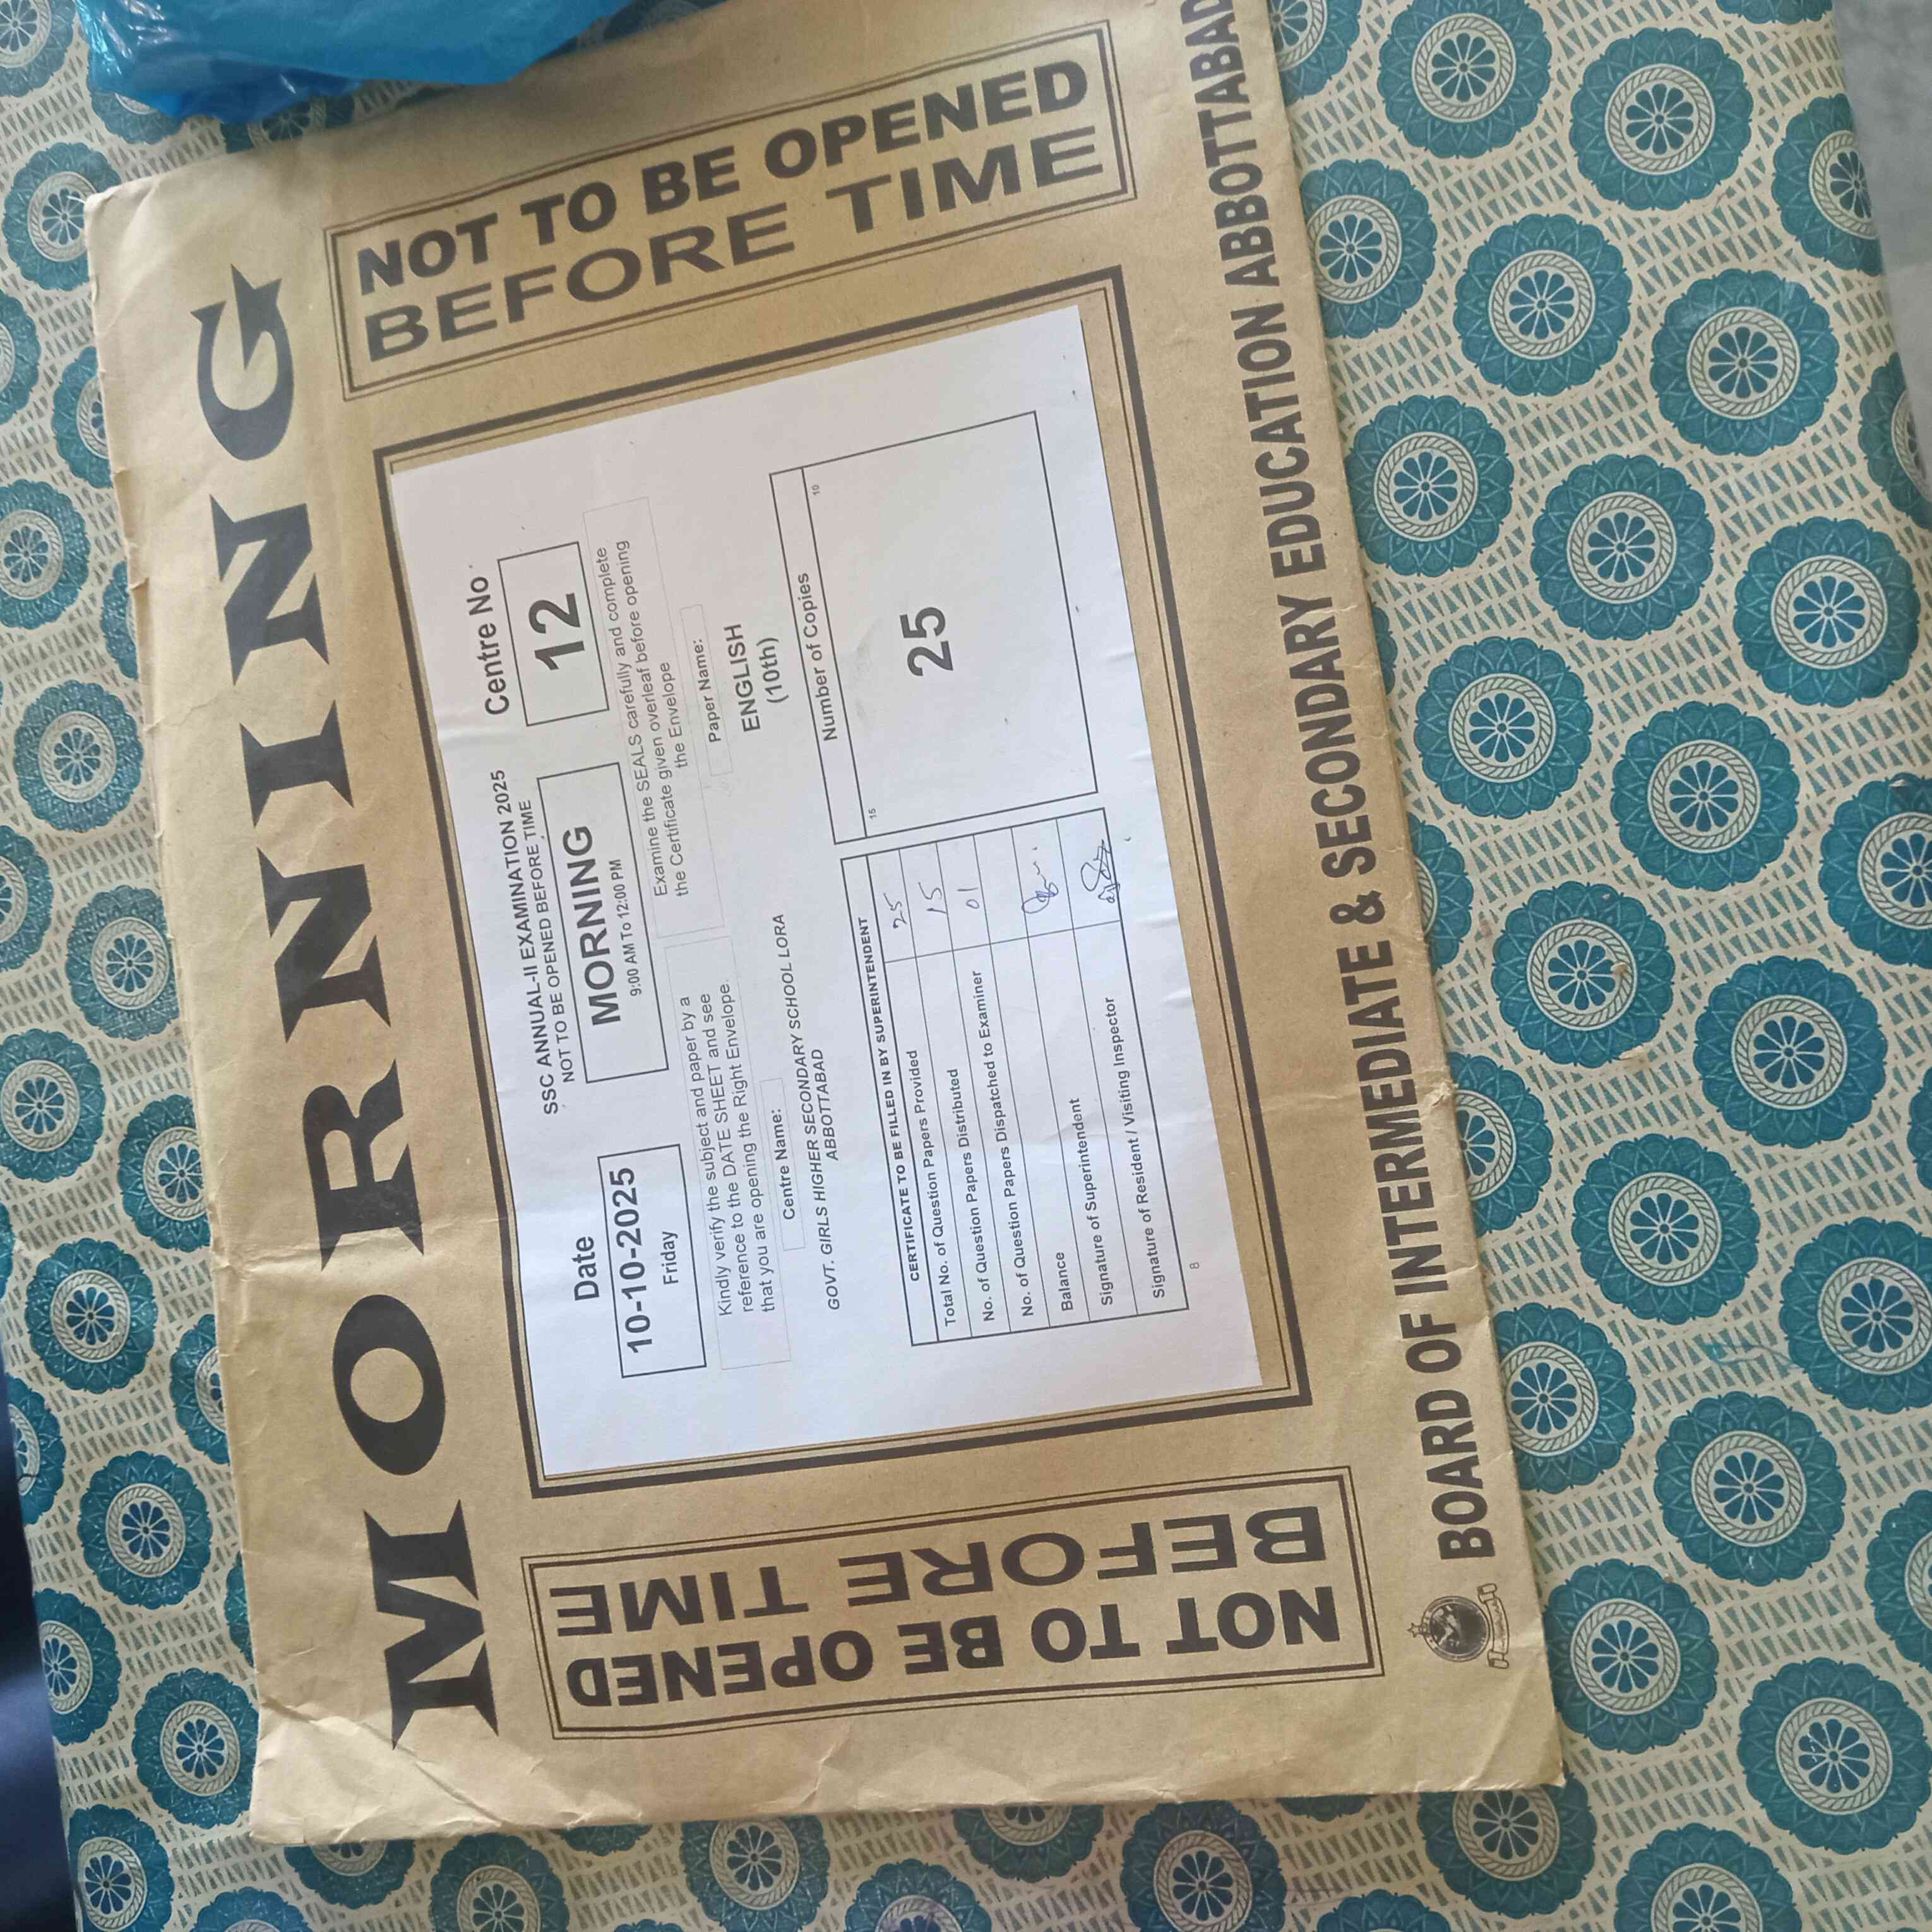 MORNING
NOT TO BE OPENED
BEFORE TIME
NOT TO BE OPENED
BEFORE TIME
Date
10-10-2025
Friday
SSC ANNUAL-II EXAMINATION 2025
NOT TO BE OPENED BEFORE TIME
MORNING
9:00 AM To 12:00 PM
Centre No
12
Kindly verify the subject and paper by a
reference to the DATE SHEET and see
that you are opening the Right Envelope.
Examine the SEALS carefully and complete
the Certificate given overleaf before opening
the Envelope
Centre Name:
GOVT. GIRLS HIGHER SECONDARY SCHOOL LORA
ABBOTTABAD
Paper Name:
ENGLISH
(10th)
CERTIFICATE TO BE FILLED IN BY SUPERINTENDENT
Total No. of Question Papers Provided 25
No. of Question Papers Distributed 15
No. of Question Papers Dispatched to Examiner 01
Balance
Signature of Superintendent
Signature of Resident / Visiting Inspector
8
Number of Copies
15 10
25
BOARD OF INTERMEDIATE & SECONDARY EDUCATION ABBOTTABAD